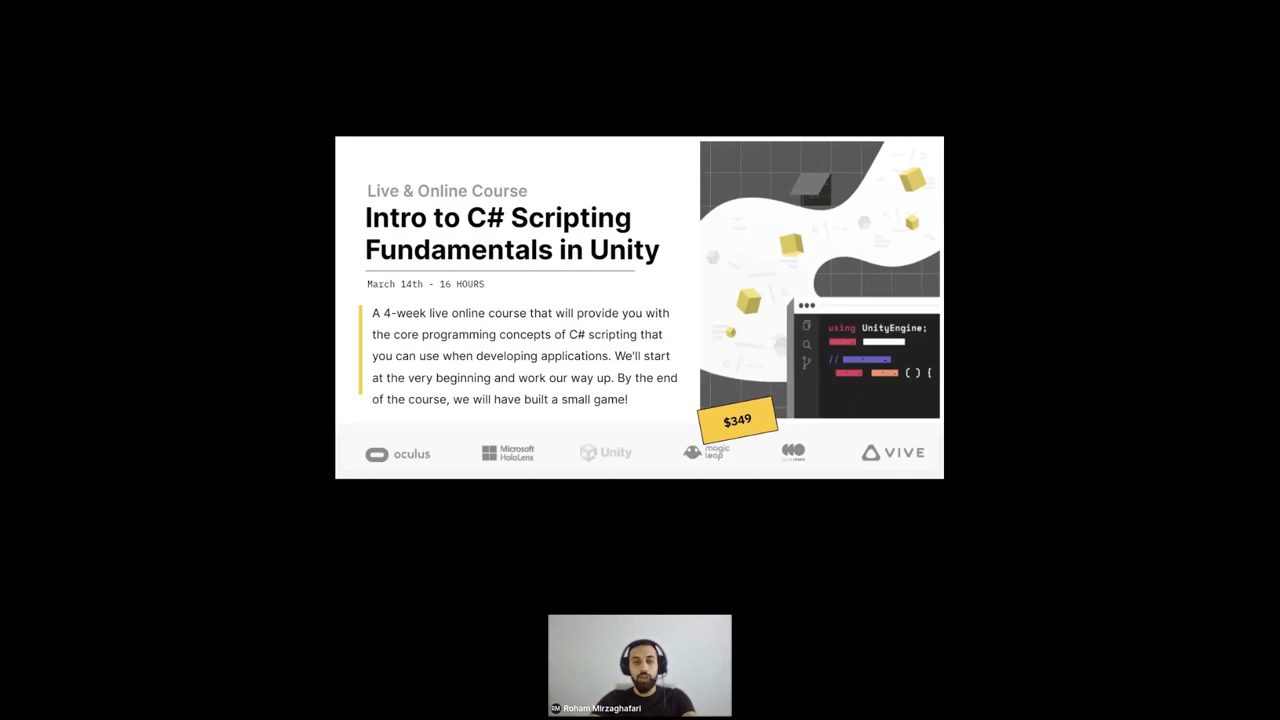 Live & Online Course
Intro to C# Scripting
Fundamentals in Unity
March 14th - 16 HOURS
A 4-week live online course that will provide you with
the core programming concepts of C# scripting that
you can use when developing applications. We'll start
at the very beginning and work our way up. By the end
of the course, we will have built a small game!
using UnityEngine;
//
() {
$349
oculus
Microsoft
HoloLens
Unity
magic
leap
VIVE
RM Roham Mirzaghafari